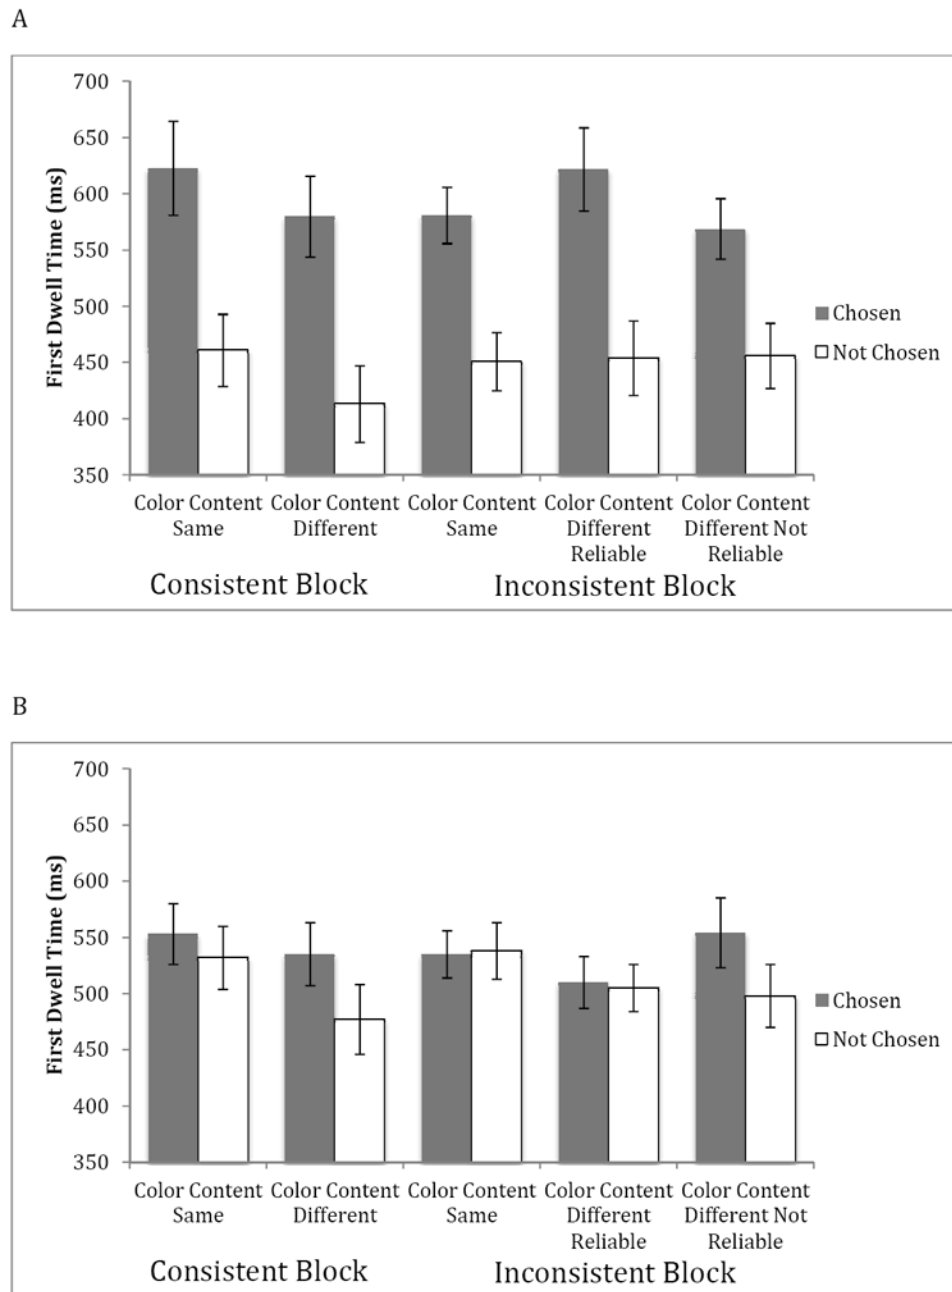 A
700
650
600
550
500
450
400
350
First Dwell Time (ms)
Chosen
Not Chosen
Color Content
Same
Color Content
Different
Color Content
Same
Color Content
Different
Reliable
Color Content
Different Not
Reliable
Consistent Block
Inconsistent Block
B
700
650
600
550
500
450
400
350
First Dwell Time (ms)
Chosen
Not Chosen
Color Content
Same
Color Content
Different
Color Content
Same
Color Content
Different
Reliable
Color Content
Different Not
Reliable
Consistent Block
Inconsistent Block